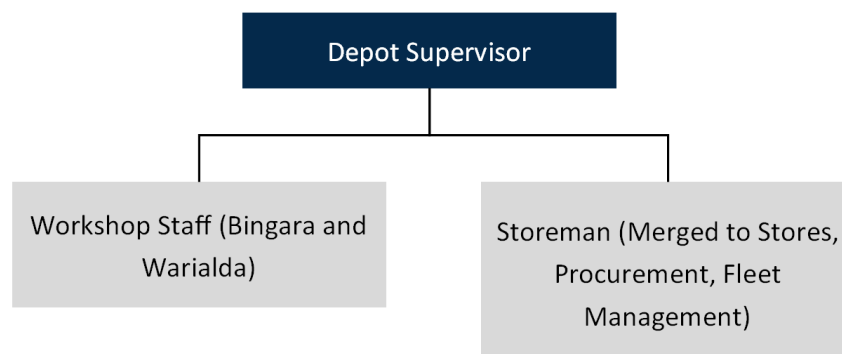 Depot Supervisor
Workshop Staff (Bingara and
Warialda)
Storeman (Merged to Stores,
Procurement, Fleet
Management)